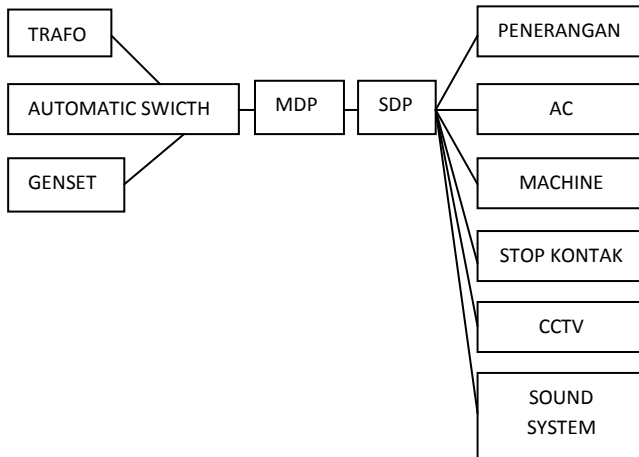 TRAFO
AUTOMATIC SWICTH
GENSET
MDP
SDP
PENERANGAN
AC
MACHINE
STOP KONTAK
CCTV
SOUND
SYSTEM